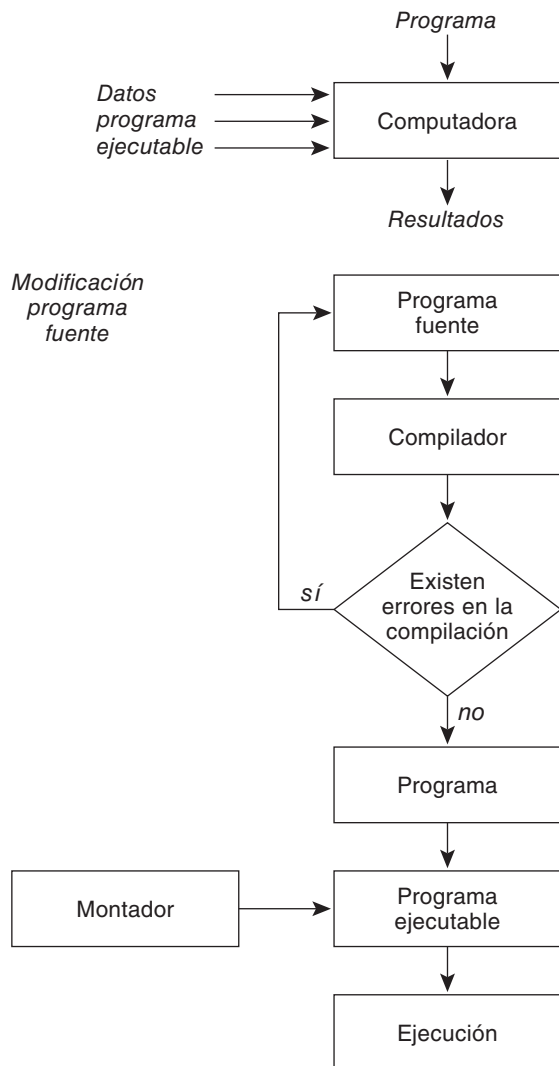 Programa
Datos
programa
ejecutable
Computadora
Resultados
Modificación
programa
fuente
Programa
fuente
Compilador
Existen
errores en la
compilación
sí
no
Programa
Montador
Programa
ejecutable
Ejecución